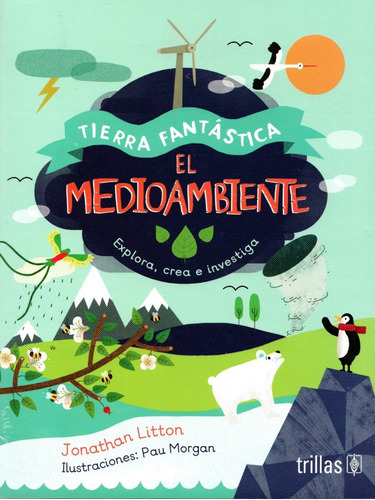 TIERRA FANTÁSTICA
EL
MEDIOAMBIENTE
Explora, crea e investiga
Jonathan Litton
Ilustraciones: Pau Morgan
trillas